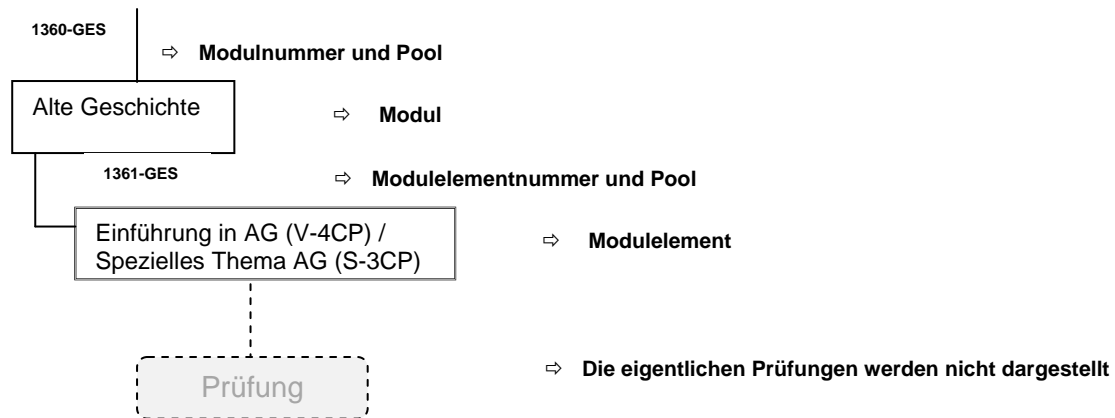 1360-GES
⇨ Modulnummer und Pool
Alte Geschichte
⇨ Modul
1361-GES
⇨ Modulelementnummer und Pool
Einführung in AG (V-4CP) /
Spezielles Thema AG (S-3CP)
⇨ Modulelement
Prüfung
⇨ Die eigentlichen Prüfungen werden nicht dargestellt